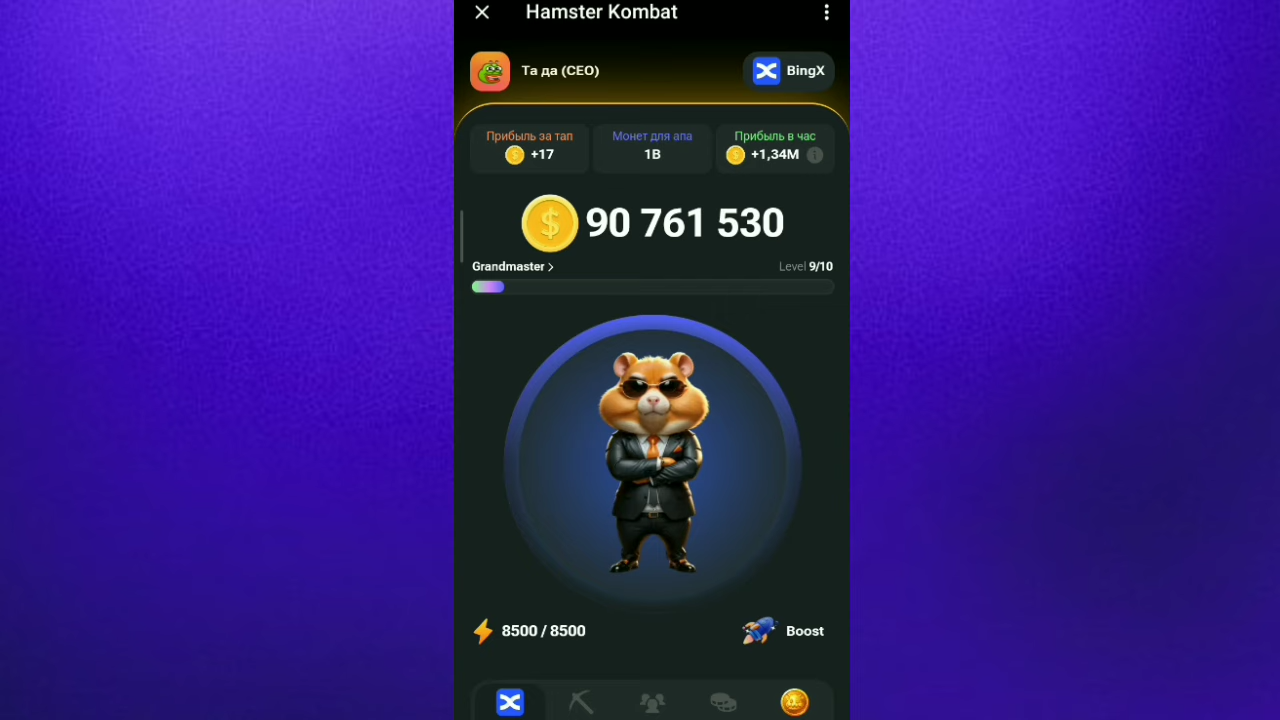 Hamster Kombat
Та да (CEO)
BingX
Прибыль за тап
+17
Монет для апа
1B
Прибыль в час
+1,34M
90 761 530
Grandmaster >
Level 9/10
8500 / 8500
Boost